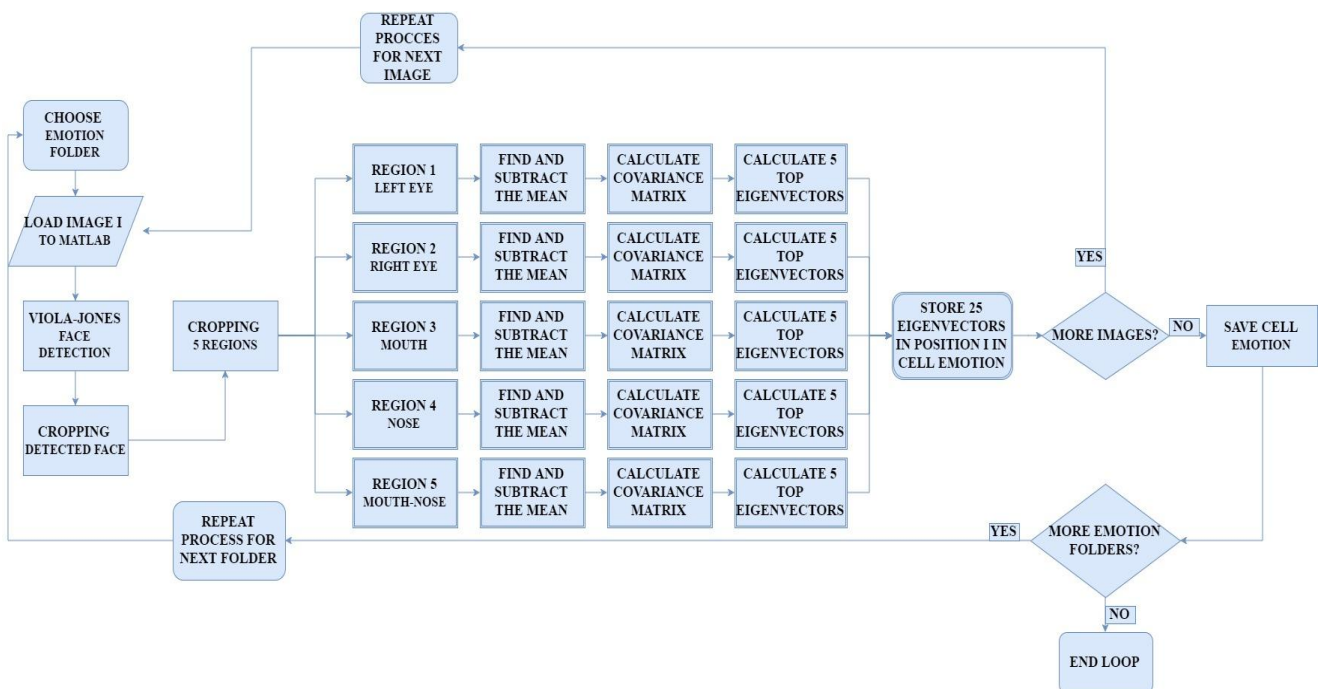 REPEAT
PROCCES
FOR NEXT
IMAGE
CHOOSE
EMOTION
FOLDER
LOAD IMAGE I
TO MATLAB
VIOLA-JONES
FACE
DETECTION
CROPPING
DETECTED FACE
CROPPING
5 REGIONS
REGION 1
LEFT EYE
FIND AND
SUBTRACT
THE MEAN
CALCULATE
COVARIANCE
MATRIX
CALCULATE 5
TOP
EIGENVECTORS
REGION 2
RIGHT EYE
FIND AND
SUBTRACT
THE MEAN
CALCULATE
COVARIANCE
MATRIX
CALCULATE 5
TOP
EIGENVECTORS
REGION 3
MOUTH
FIND AND
SUBTRACT
THE MEAN
CALCULATE
COVARIANCE
MATRIX
CALCULATE 5
TOP
EIGENVECTORS
REGION 4
NOSE
FIND AND
SUBTRACT
THE MEAN
CALCULATE
COVARIANCE
MATRIX
CALCULATE 5
TOP
EIGENVECTORS
REGION 5
MOUTH-NOSE
FIND AND
SUBTRACT
THE MEAN
CALCULATE
COVARIANCE
MATRIX
CALCULATE 5
TOP
EIGENVECTORS
STORE 25
EIGENVECTORS
IN POSITION I IN
CELL EMOTION
MORE IMAGES?
YES
NO
SAVE CELL
EMOTION
MORE EMOTION
FOLDERS?
YES
REPEAT
PROCESS FOR
NEXT FOLDER
NO
END LOOP